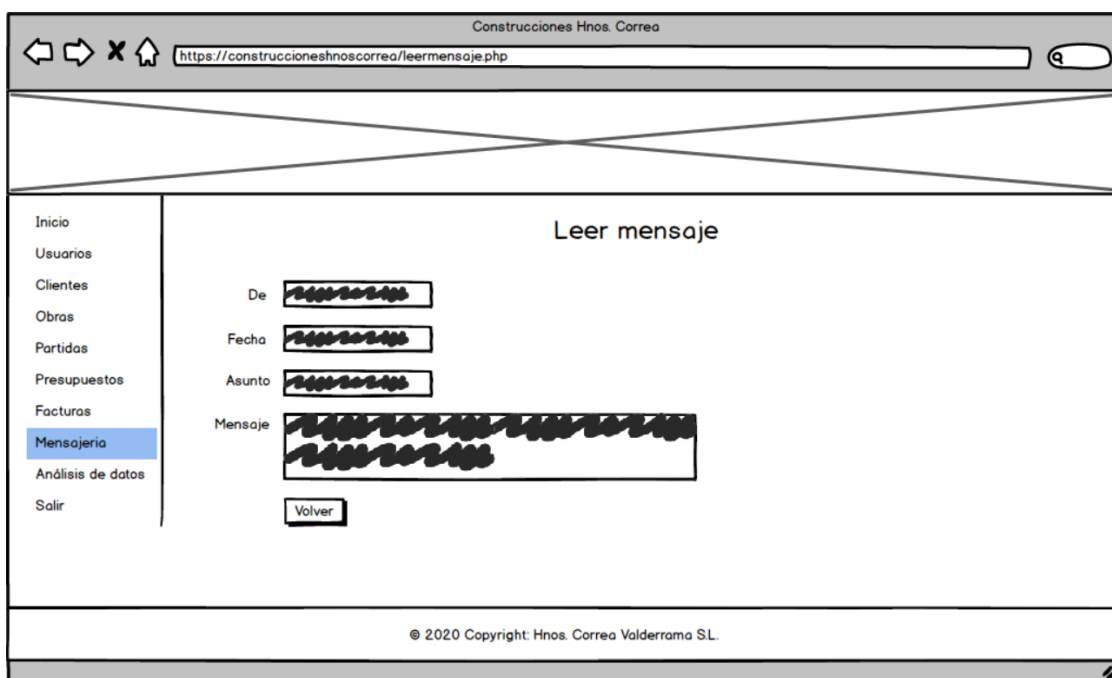 Construcciones Hnos. Correa
https://construccioneshnoscorrea/leermensaje.php
Inicio
Usuarios
Clientes
Obras
Partidas
Presupuestos
Facturas
Mensajeria
Análisis de datos
Salir
Leer mensaje
De
Fecha
Asunto
Mensaje
Volver
© 2020 Copyright: Hnos. Correa Valderrama S.L.